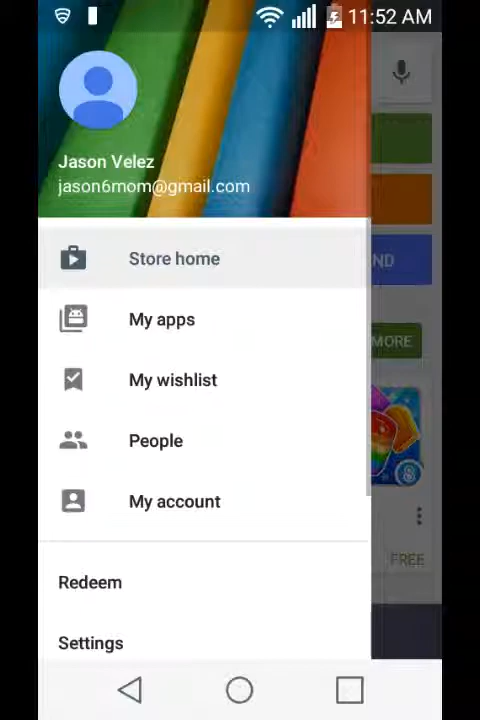 11:52 AM
Jason Velez
jason6mom@gmail.com
Store home
ND
My apps
MORE
My wishlist
People
My account
FREE
Redeem
Settings